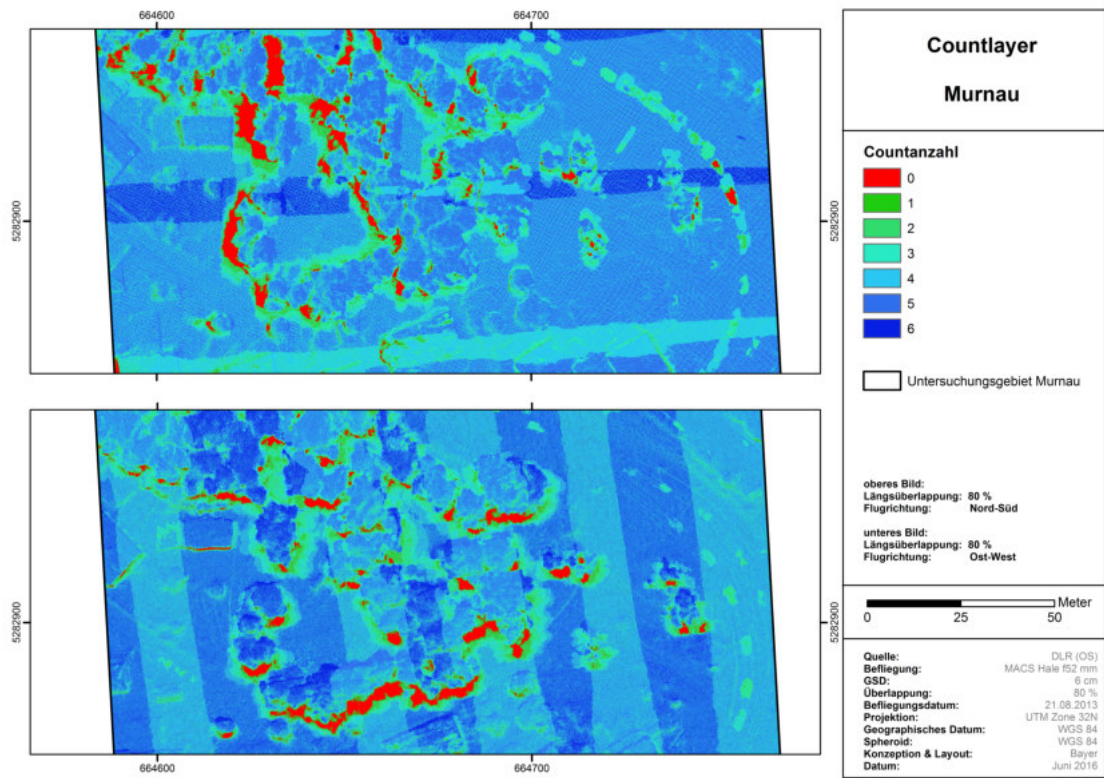 664600 664700
5282900
5282900
5282900
5282900
664600 664700
Countlayer
Murnau
Countanzahl
0
1
2
3
4
5
6
Untersuchungsgebiet Murnau
oberes Bild:
Längsüberlappung: 80 %
Flugrichtung: Nord-Süd
unteres Bild:
Längsüberlappung: 80 %
Flugrichtung: Ost-West
Meter
0 25 50
Quelle: DLR (OS)
Befliegung: MACS Hale f52 mm
GSD: 6 cm
Überlappung: 80 %
Befliegungsdatum: 21.08.2013
Projektion: UTM Zone 32N
Geographisches Datum: WGS 84
Spheroid: WGS 84
Konzeption & Layout: Bayer
Datum: Juni 2016